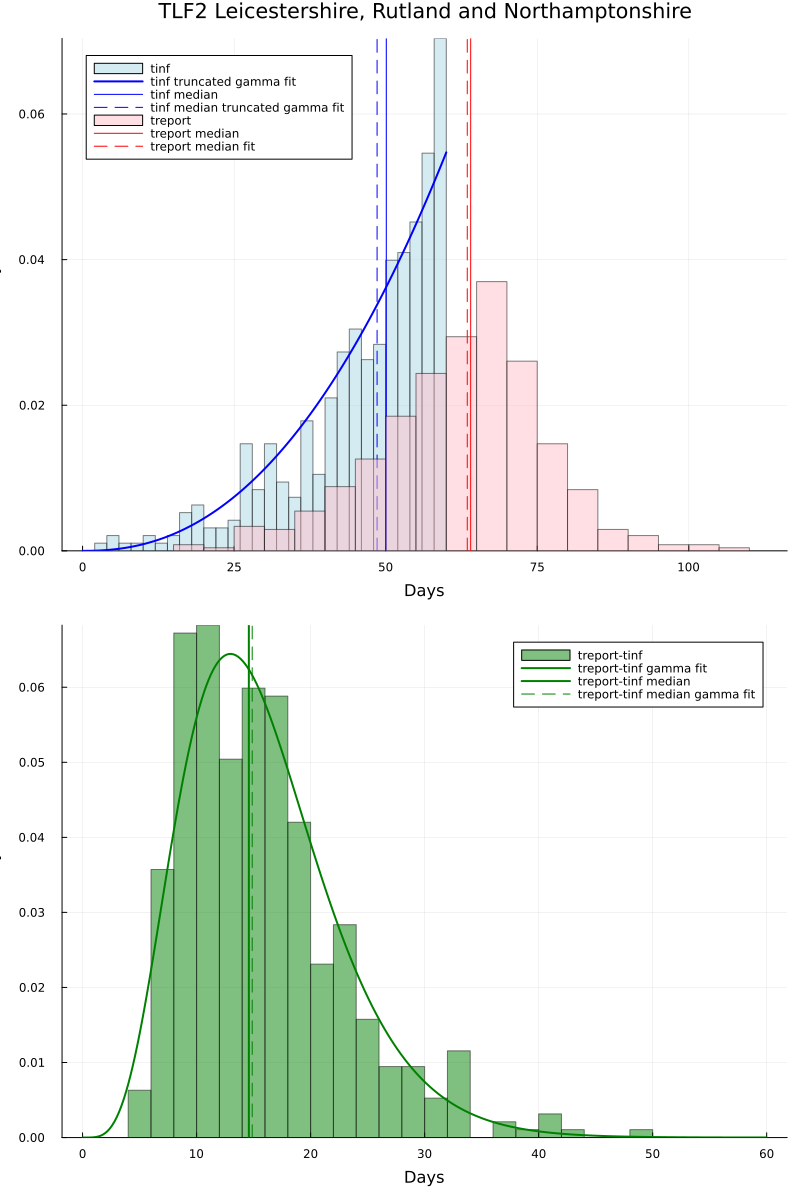 TLF2 Leicestershire, Rutland and Northamptonshire
tinf
tinf truncated gamma fit
tinf median
tinf median truncated gamma fit
treport
treport median
treport median fit
0.06
0.04
0.02
0.00
0 25 50 75 100
Days
treport-tinf
treport-tinf gamma fit
treport-tinf median
treport-tinf median gamma fit
0.06
0.05
0.04
0.03
0.02
0.01
0.00
0 10 20 30 40 50 60
Days